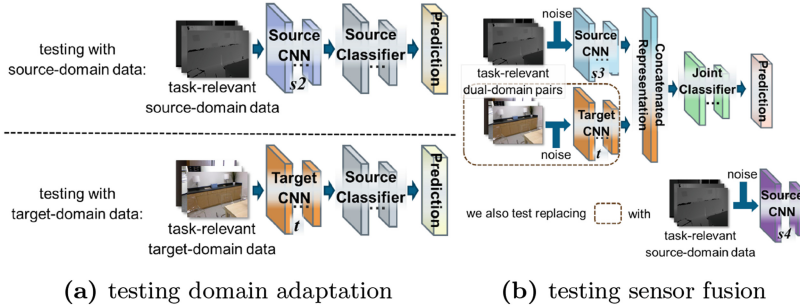 testing with
source-domain data:
task-relevant
source-domain data
Source
CNN
...
s2
Source
Classifier
...
Prediction
testing with
target-domain data:
task-relevant
target-domain data
Target
CNN
...
t
Source
Classifier
...
Prediction
(a) testing domain adaptation
noise
task-relevant
dual-domain pairs
Source
CNN
...
s3
noise
Target
CNN
...
t
Concatenated
Representation
Joint
Classifier
...
Prediction
we also test replacing
with
task-relevant
source-domain data
noise
Source
CNN
...
s4
(b) testing sensor fusion